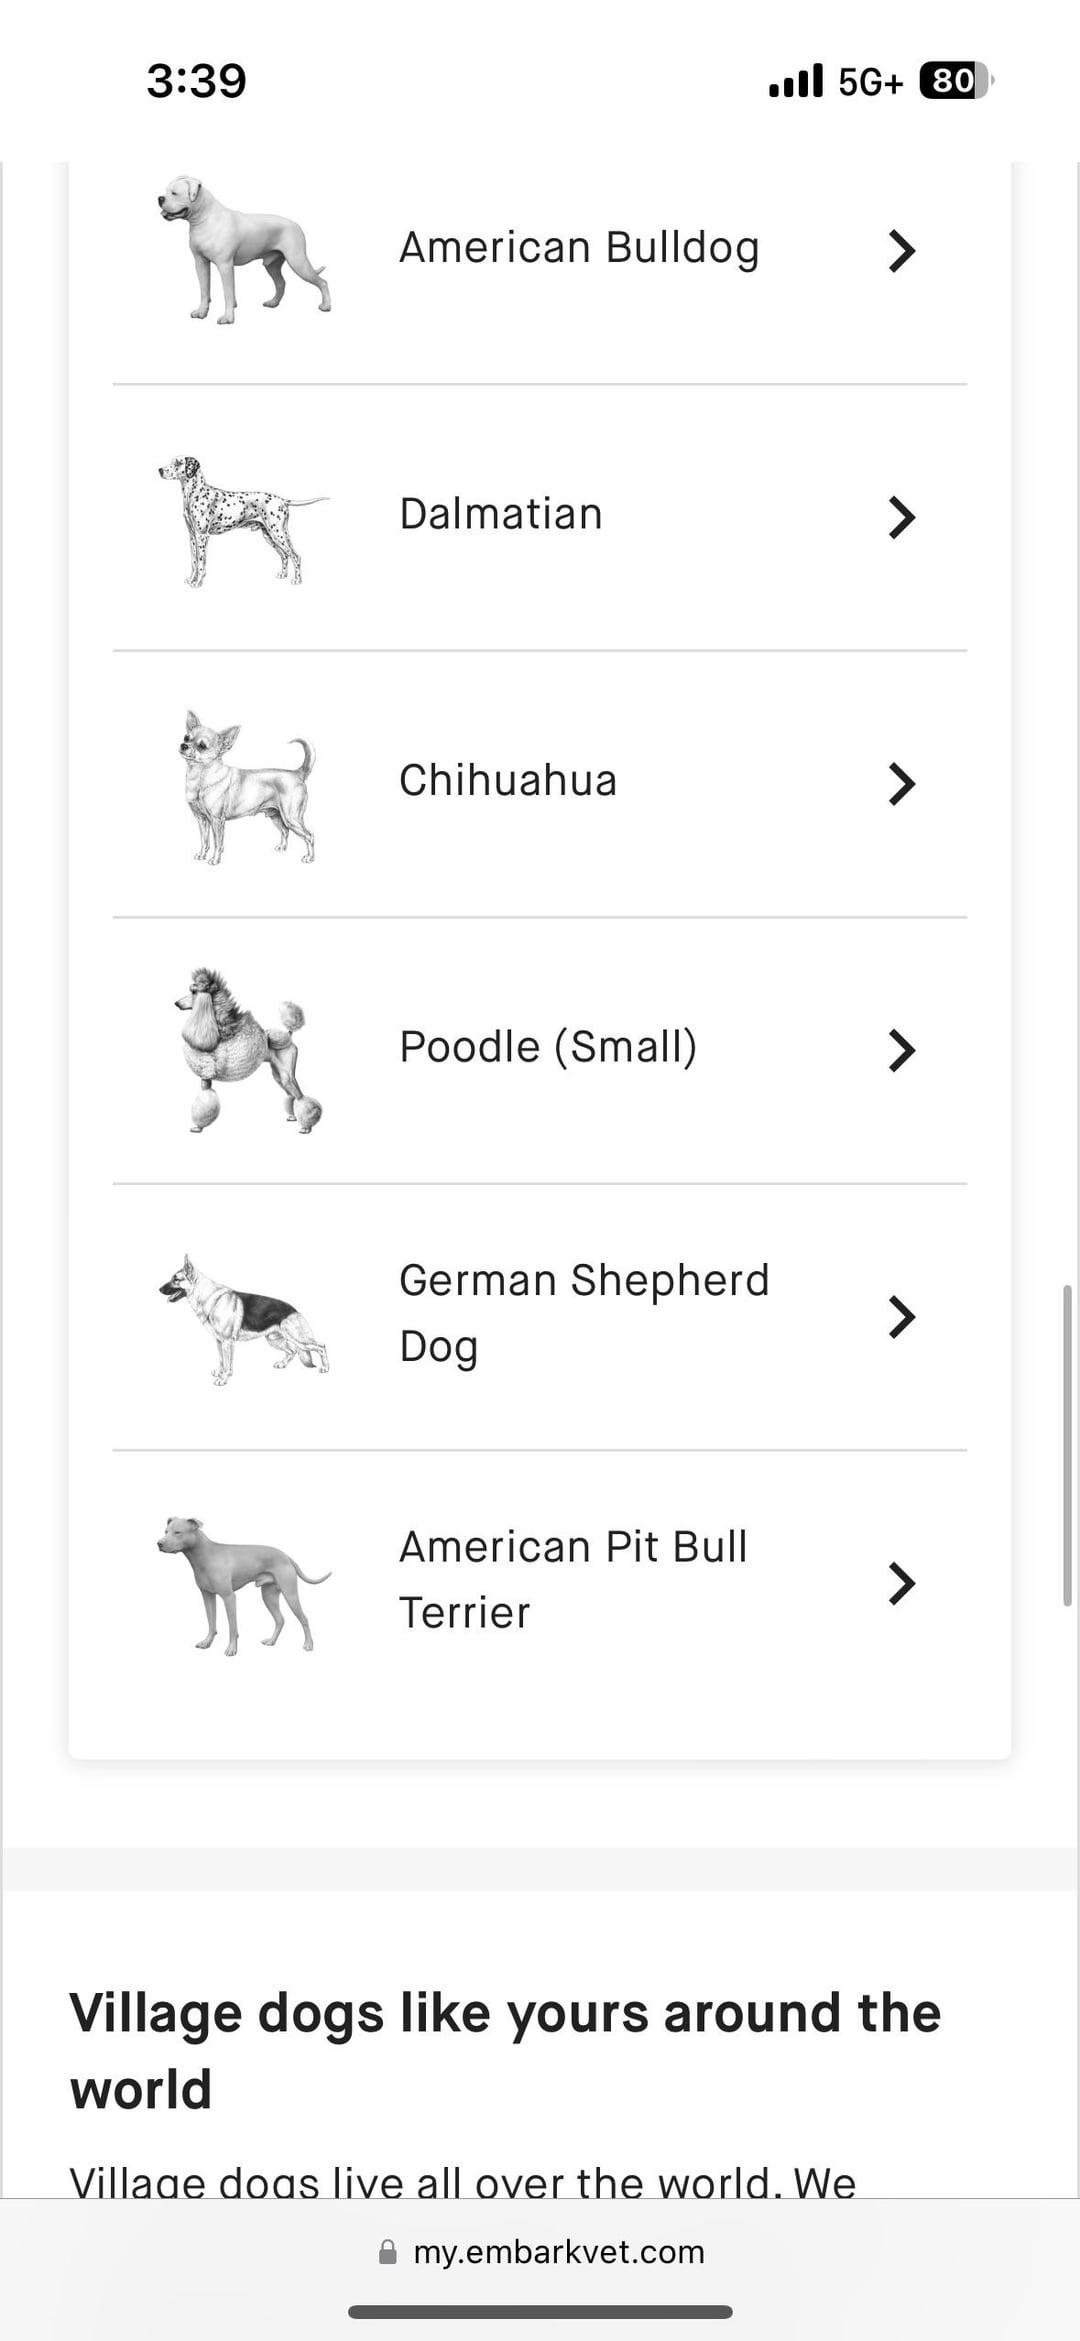 3:39
5G+
80
American Bulldog
Dalmatian
Chihuahua
Poodle (Small)
German Shepherd
Dog
American Pit Bull
Terrier
Village dogs like yours around the
world
Village dogs live all over the world. We
my.embarkvet.com